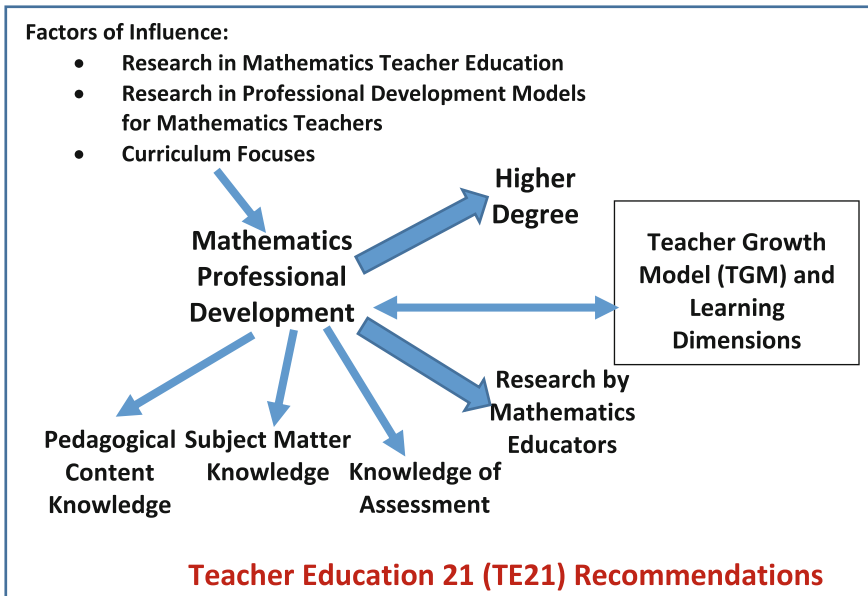 Factors of Influence:
• Research in Mathematics Teacher Education
• Research in Professional Development Models
for Mathematics Teachers
• Curriculum Focuses
Higher
Degree
Mathematics
Professional
Development
Teacher Growth
Model (TGM) and
Learning
Dimensions
Research by
Mathematics
Educators
Pedagogical
Content
Knowledge
Subject Matter
Knowledge
Knowledge of
Assessment
Teacher Education 21 (TE21) Recommendations